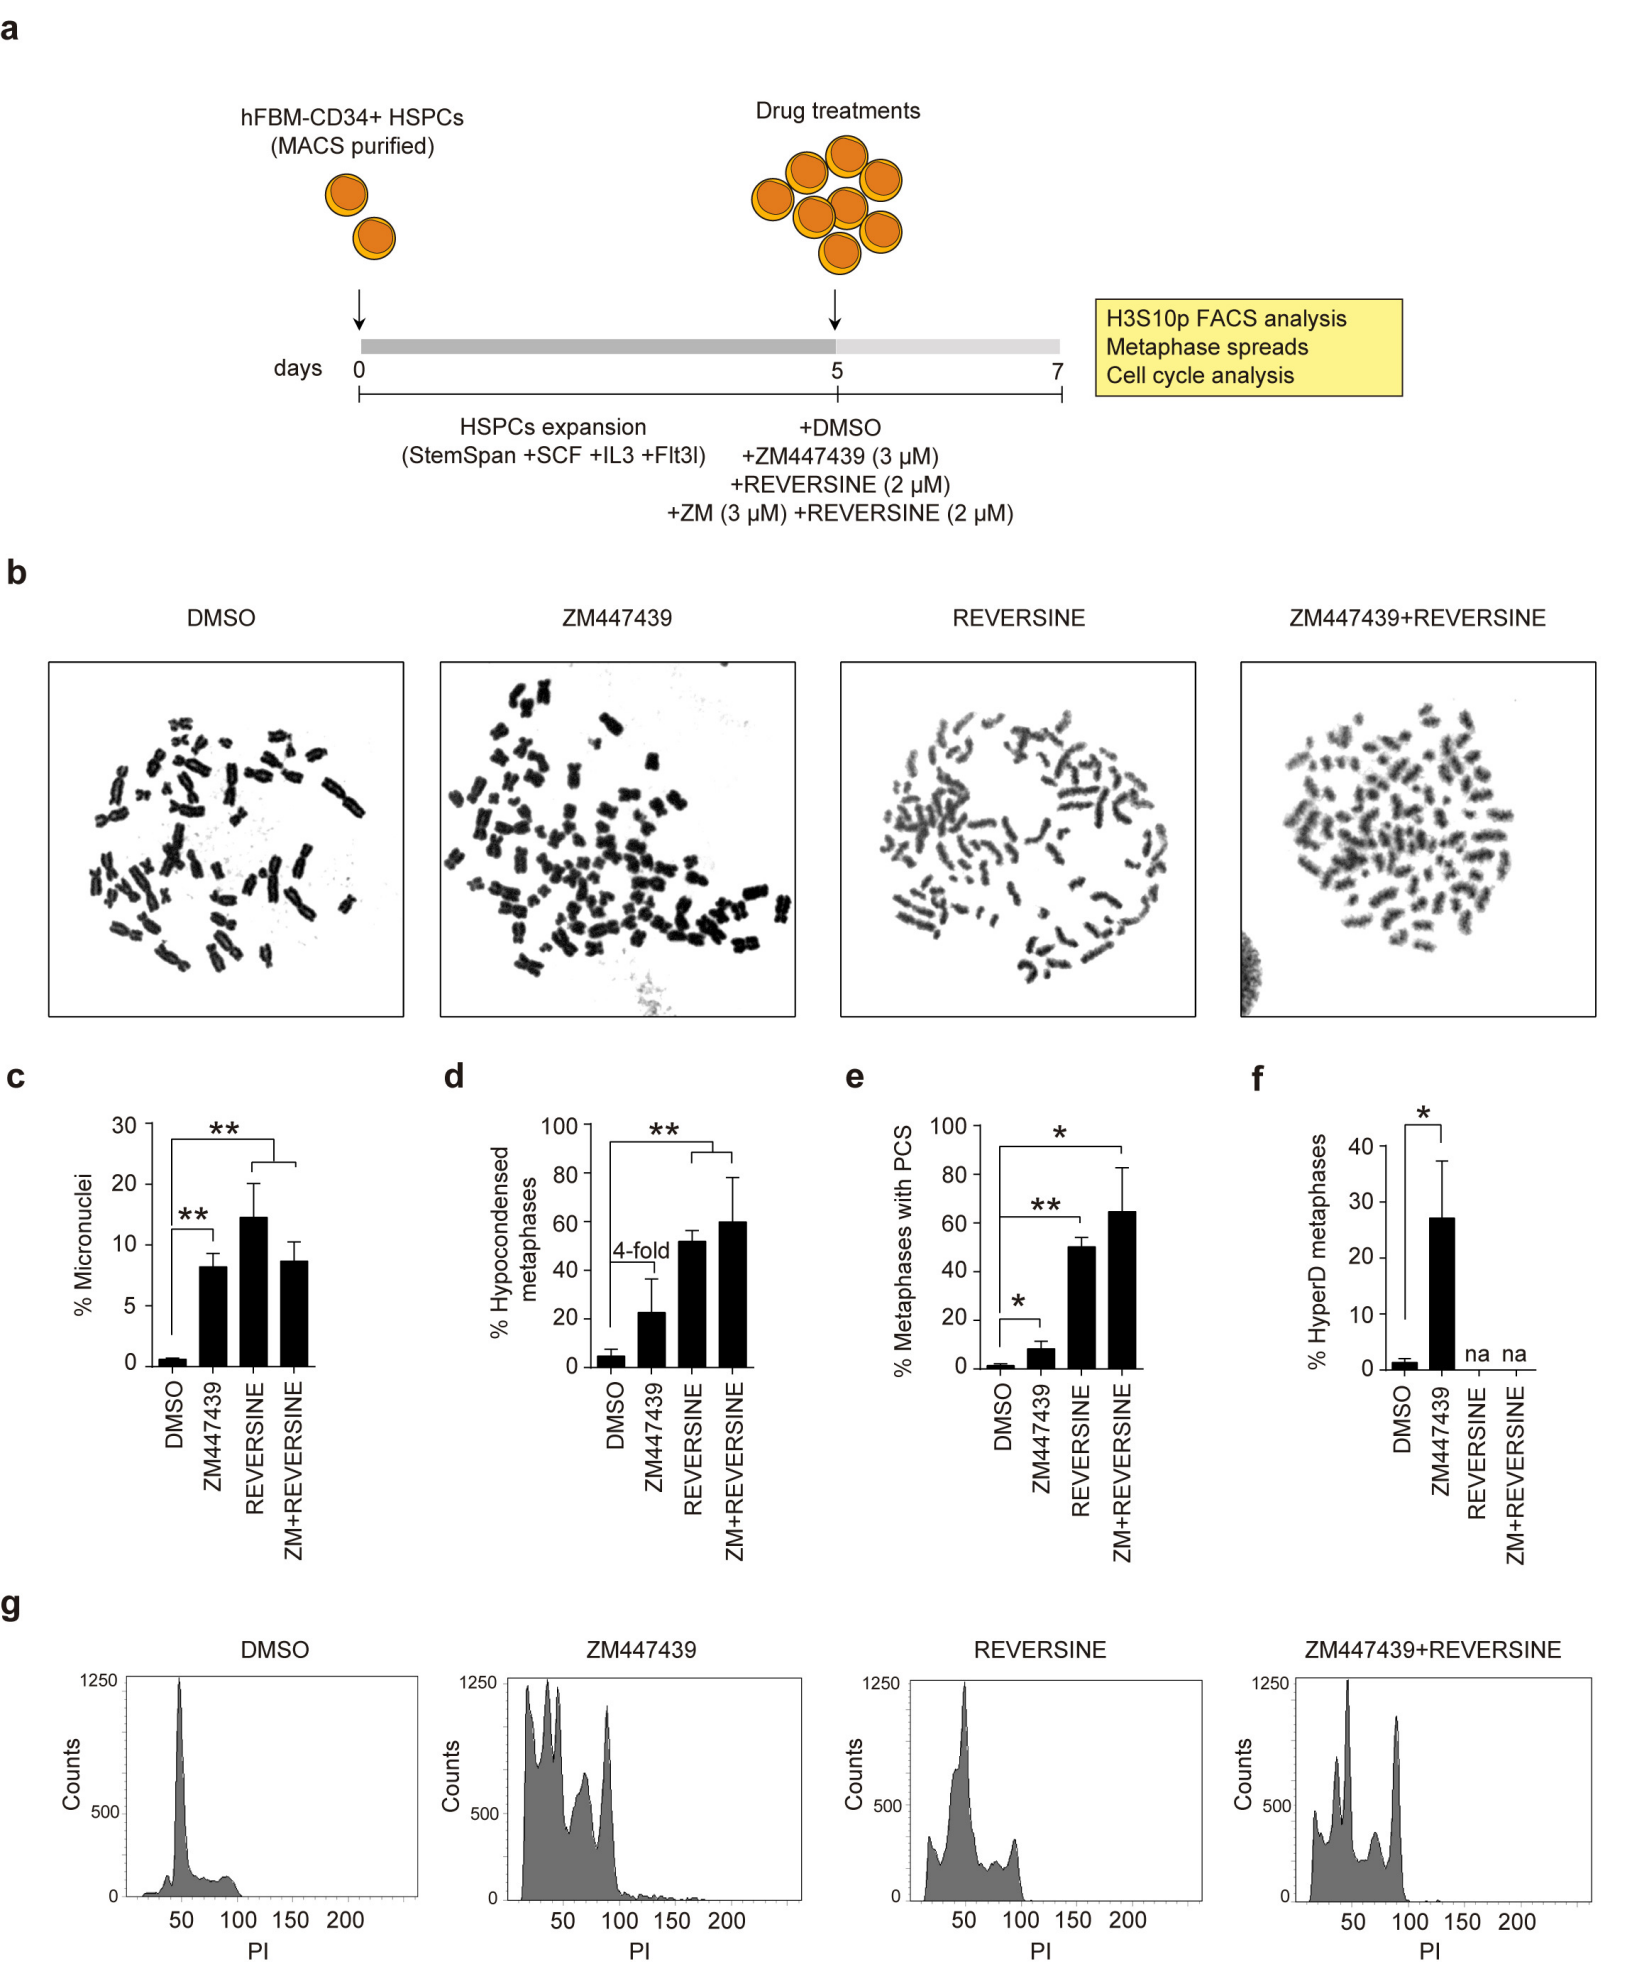 a
hFBM-CD34+ HSPCs
(MACS purified)
Drug treatments
days 0 5 7
HSPCs expansion
(StemSpan +SCF +IL3 +Flt3l)
+DMSO
+ZM447439 (3 µM)
+REVERSINE (2 µM)
+ZM (3 µM) +REVERSINE (2 µM)
H3S10p FACS analysis
Metaphase spreads
Cell cycle analysis
b
DMSO ZM447439 REVERSINE ZM447439+REVERSINE
c
% Micronuclei
30
20
10
5
0
**
**
DMSO
ZM447439
REVERSINE
ZM+REVERSINE
d
% Hypocondensed
metaphases
100
80
60
40
20
0
**
4-fold
DMSO
ZM447439
REVERSINE
ZM+REVERSINE
e
% Metaphases with PCS
100
80
60
40
20
0
*
**
*
DMSO
ZM447439
REVERSINE
ZM+REVERSINE
f
% HyperD metaphases
40
30
20
10
0
*
na na
DMSO
ZM447439
REVERSINE
ZM+REVERSINE
g
DMSO
Counts
1250
500
0
50 100 150 200
PI
ZM447439
Counts
1250
500
0
50 100 150 200
PI
REVERSINE
Counts
1250
500
0
50 100 150 200
PI
ZM447439+REVERSINE
Counts
1250
500
0
50 100 150 200
PI